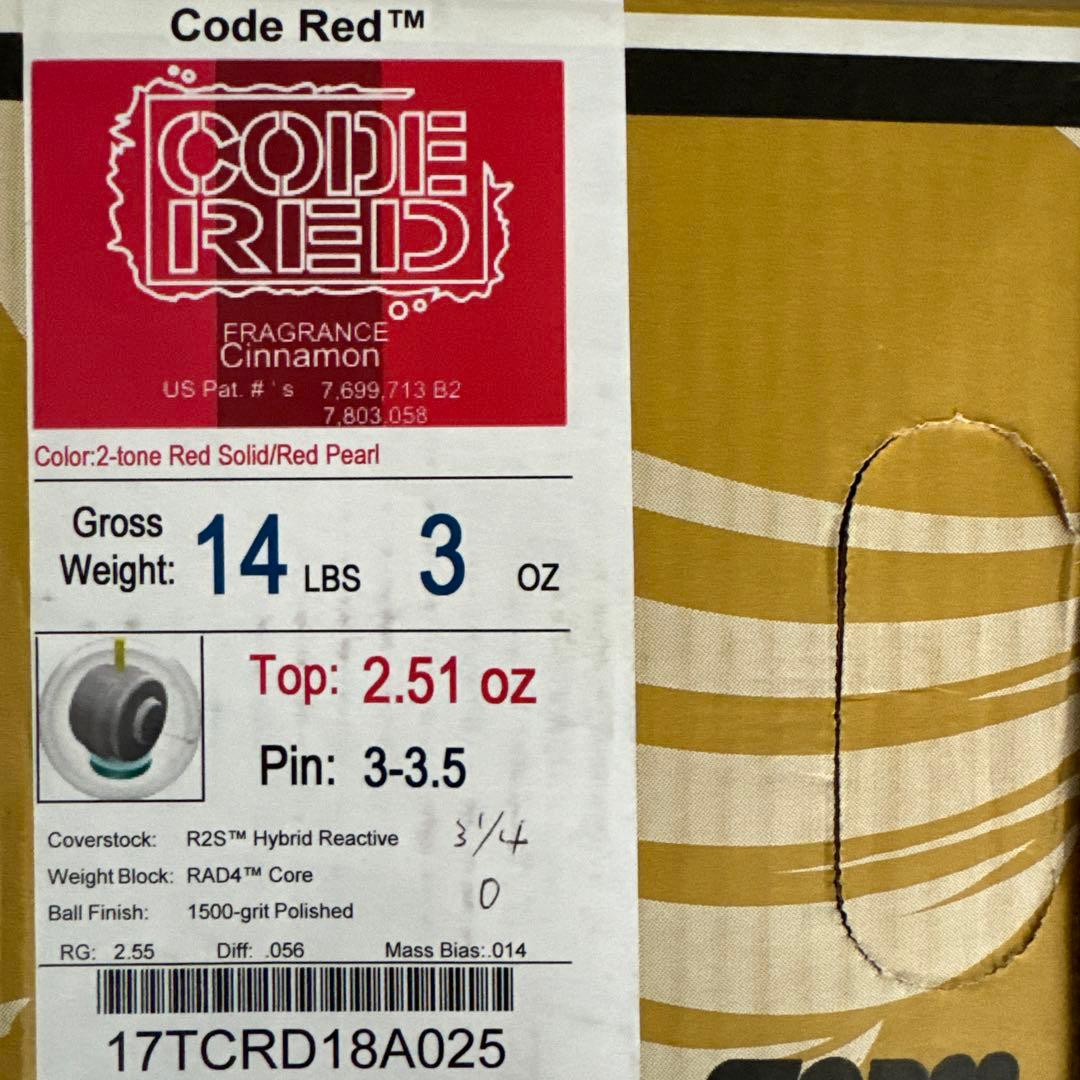 Code Red™
CODE
RED
FRAGRANCE
Cinnamon
US Pat. # ' s 7,699,713 B2
7,803,058
Color:2-tone Red Solid/Red Pearl
Gross
Weight: 14 LBS 3 OZ
Top: 2.51 oz
Pin: 3-3.5
Coverstock: R2S™ Hybrid Reactive 3 1/4
Weight Block: RAD4™ Core
Ball Finish: 1500-grit Polished 0
RG: 2.55 Diff: .056 Mass Bias:.014
17TCRD18A025